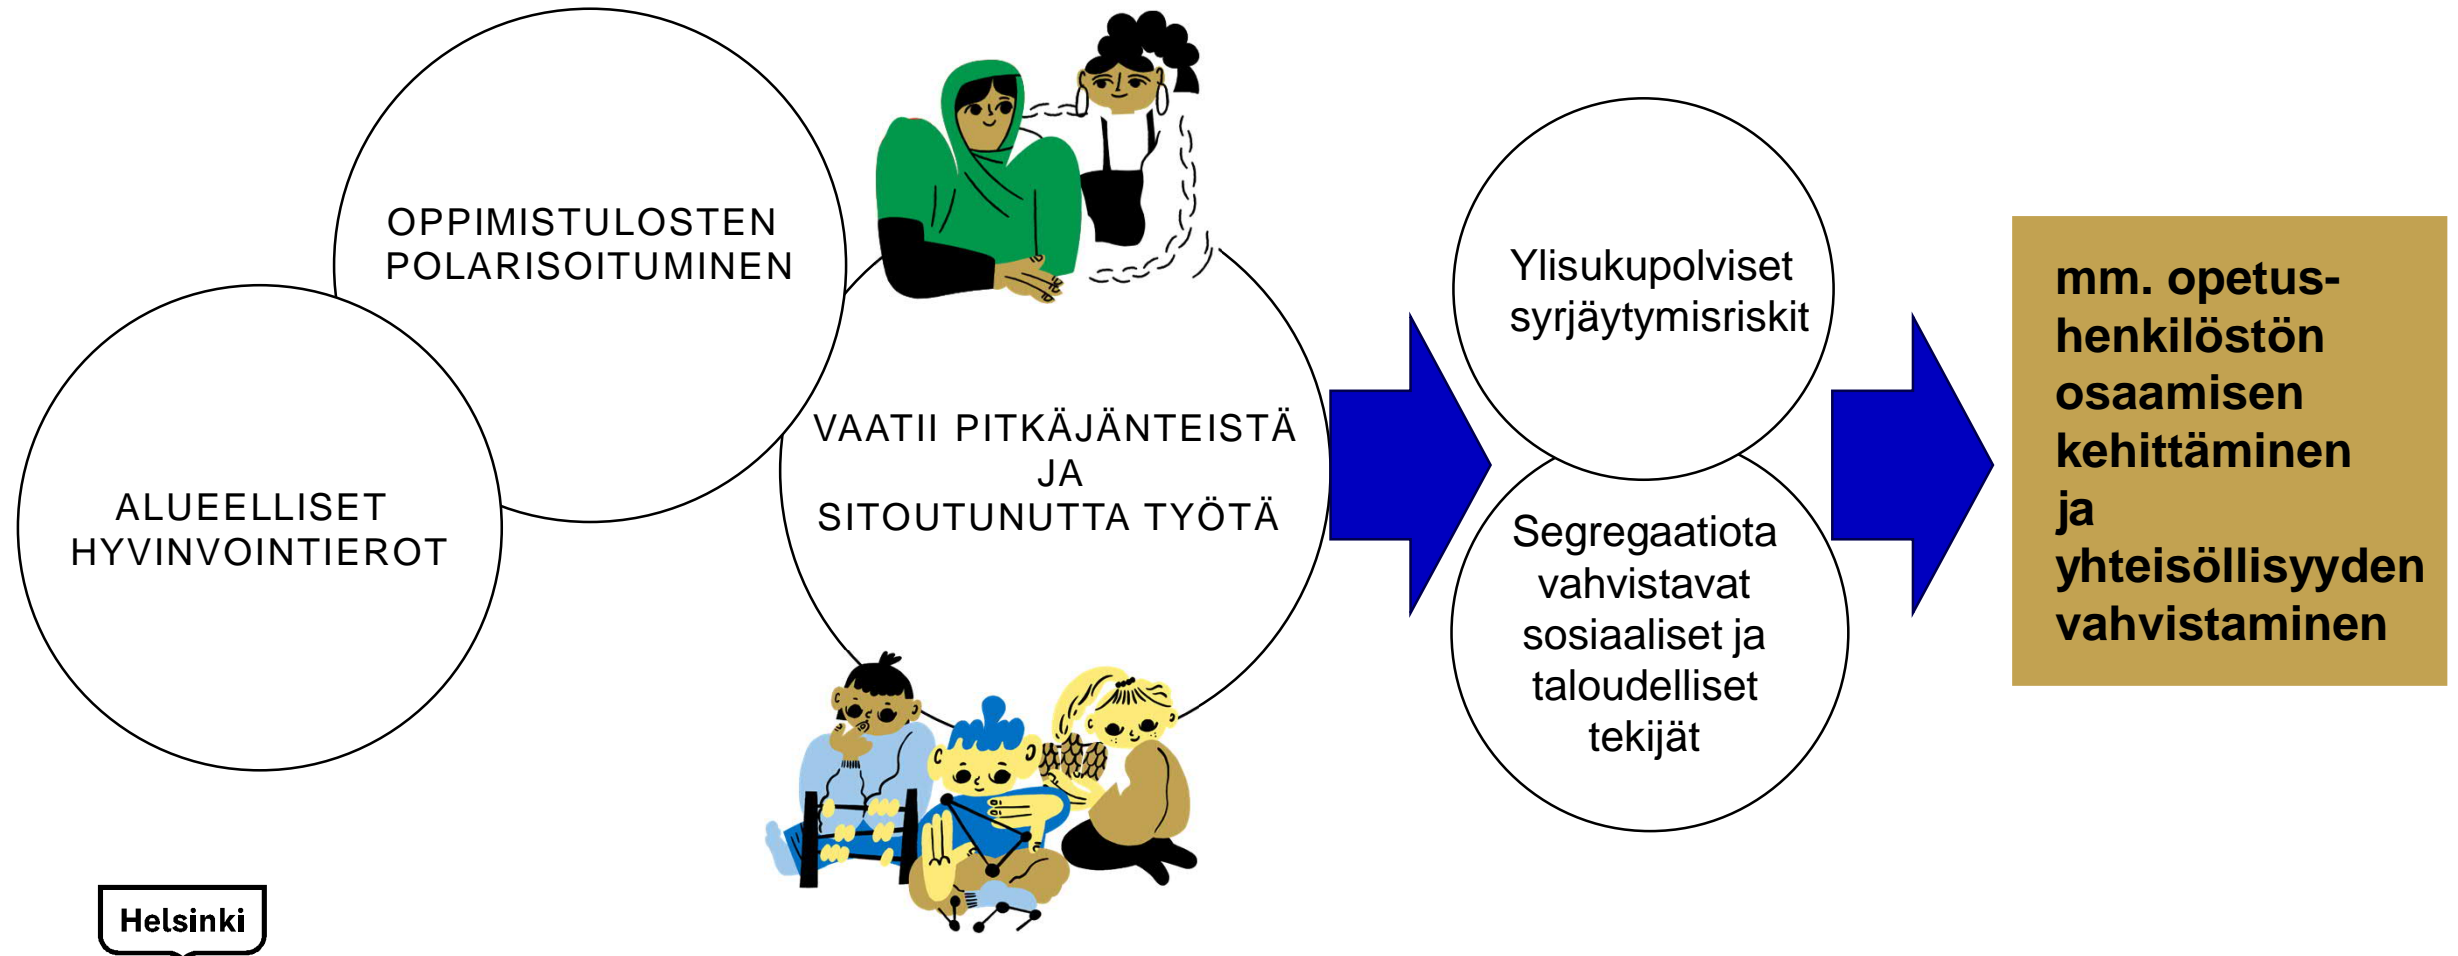 OPPIMISTULOSTEN
POLARISOITUMINEN
ALUEELLISET
HYVINVOINTIEROT
VAATII PITKÄJÄNTEISTÄ
JA
SITOUTUNUTTA TYÖTÄ
Ylisukupolviset
syrjäytymisriskit
Segregaatiota
vahvistavat
sosiaaliset ja
taloudelliset
tekijät
mm. opetus-
henkilöstön
osaamisen
kehittäminen
ja
yhteisöllisyyden
vahvistaminen
Helsinki